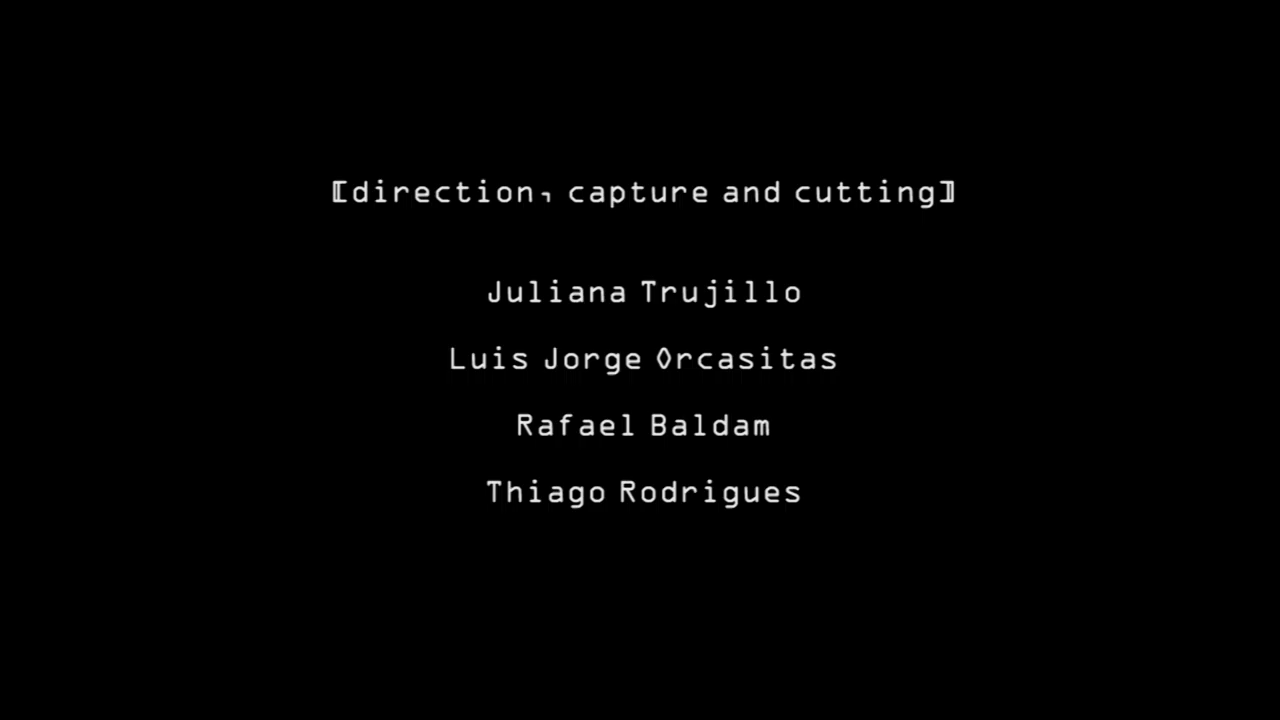 [direction, capture and cutting]
Juliana Trujillo
Luis Jorge Orcasitas
Rafael Baldam
Thiago Rodrigues